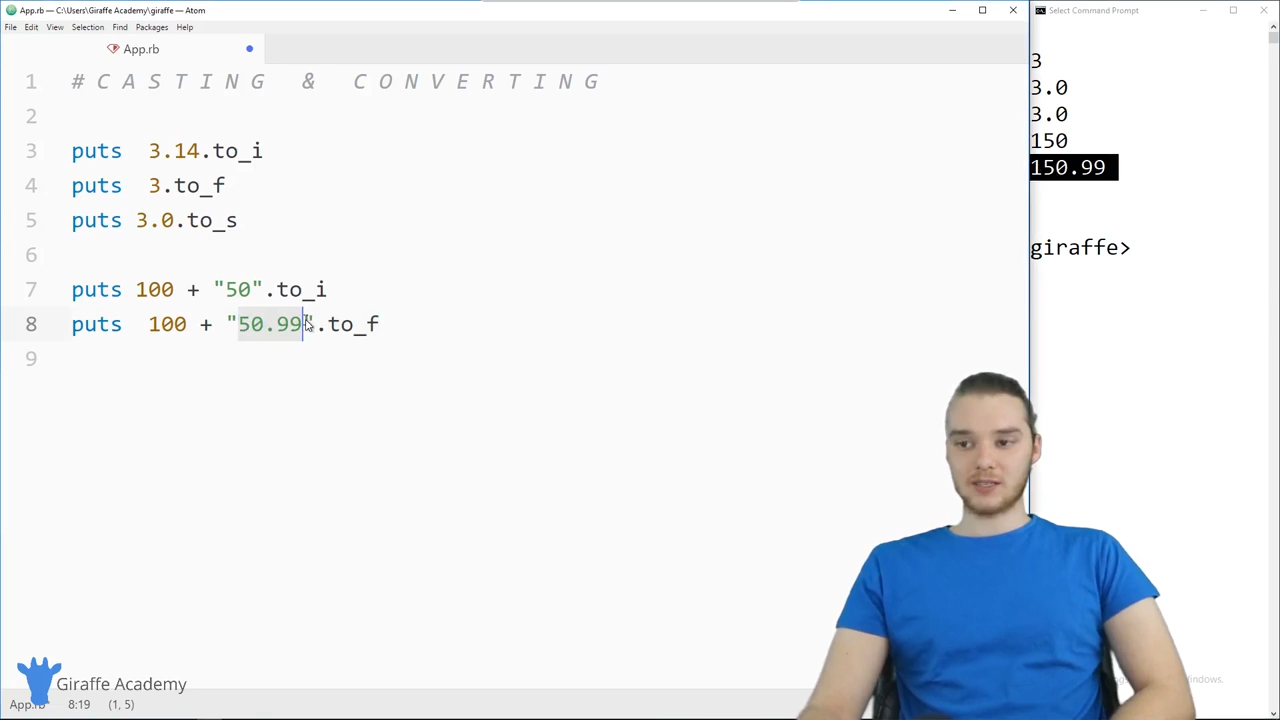 App.rb — C:\Users\Giraffe Academy\giraffe — Atom
File Edit View Selection Find Packages Help
App.rb
1 #CASTING & CONVERTING
2
3 puts 3.14.to_i
4 puts 3.to_f
5 puts 3.0.to_s
6
7 puts 100 + "50".to_i
8 puts 100 + "50.99".to_f
9
Giraffe Academy
App.rb 8:19 (1, 5)
Select Command Prompt
3
3.0
3.0
150
150.99
giraffe>